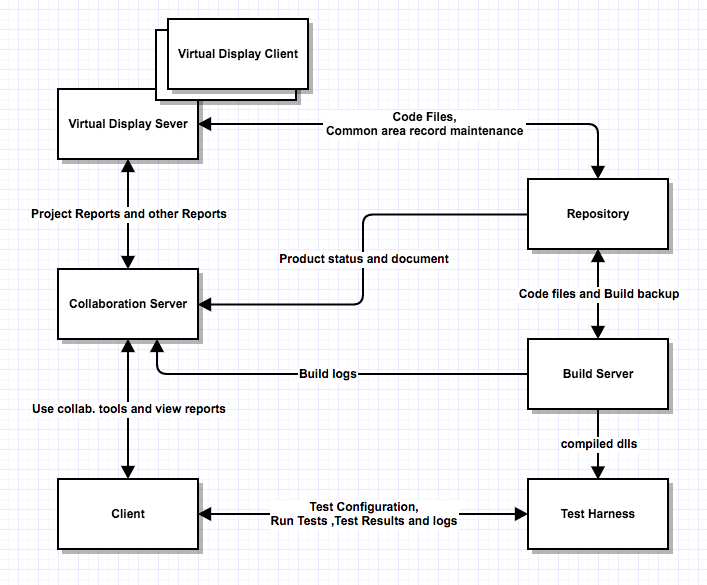 Virtual Display Client
Virtual Display Sever
Code Files,
Common area record maintenance
Project Reports and other Reports
Repository
Product status and document
Collaboration Server
Code files and Build backup
Build logs
Build Server
Use collab. tools and view reports
compiled dlls
Client
Test Configuration,
Run Tests ,Test Results and logs
Test Harness